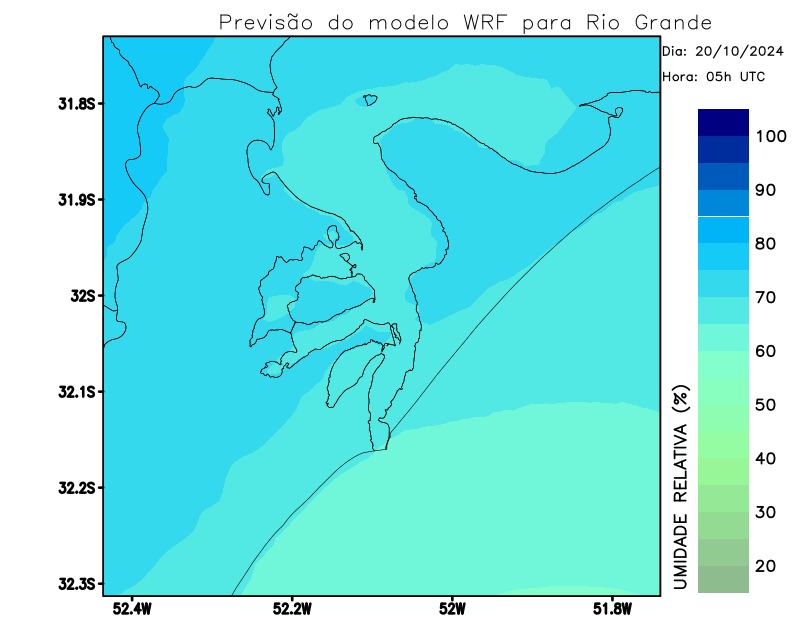 Previsão do modelo WRF para Rio Grande
Dia: 20/10/2024
Hora: 05h UTC
31.8S
31.9S
32S
32.1S
32.2S
32.3S
52.4W
52.2W
52W
51.8W
100
90
80
70
60
50
40
30
20
UMIDADE RELATIVA (%)